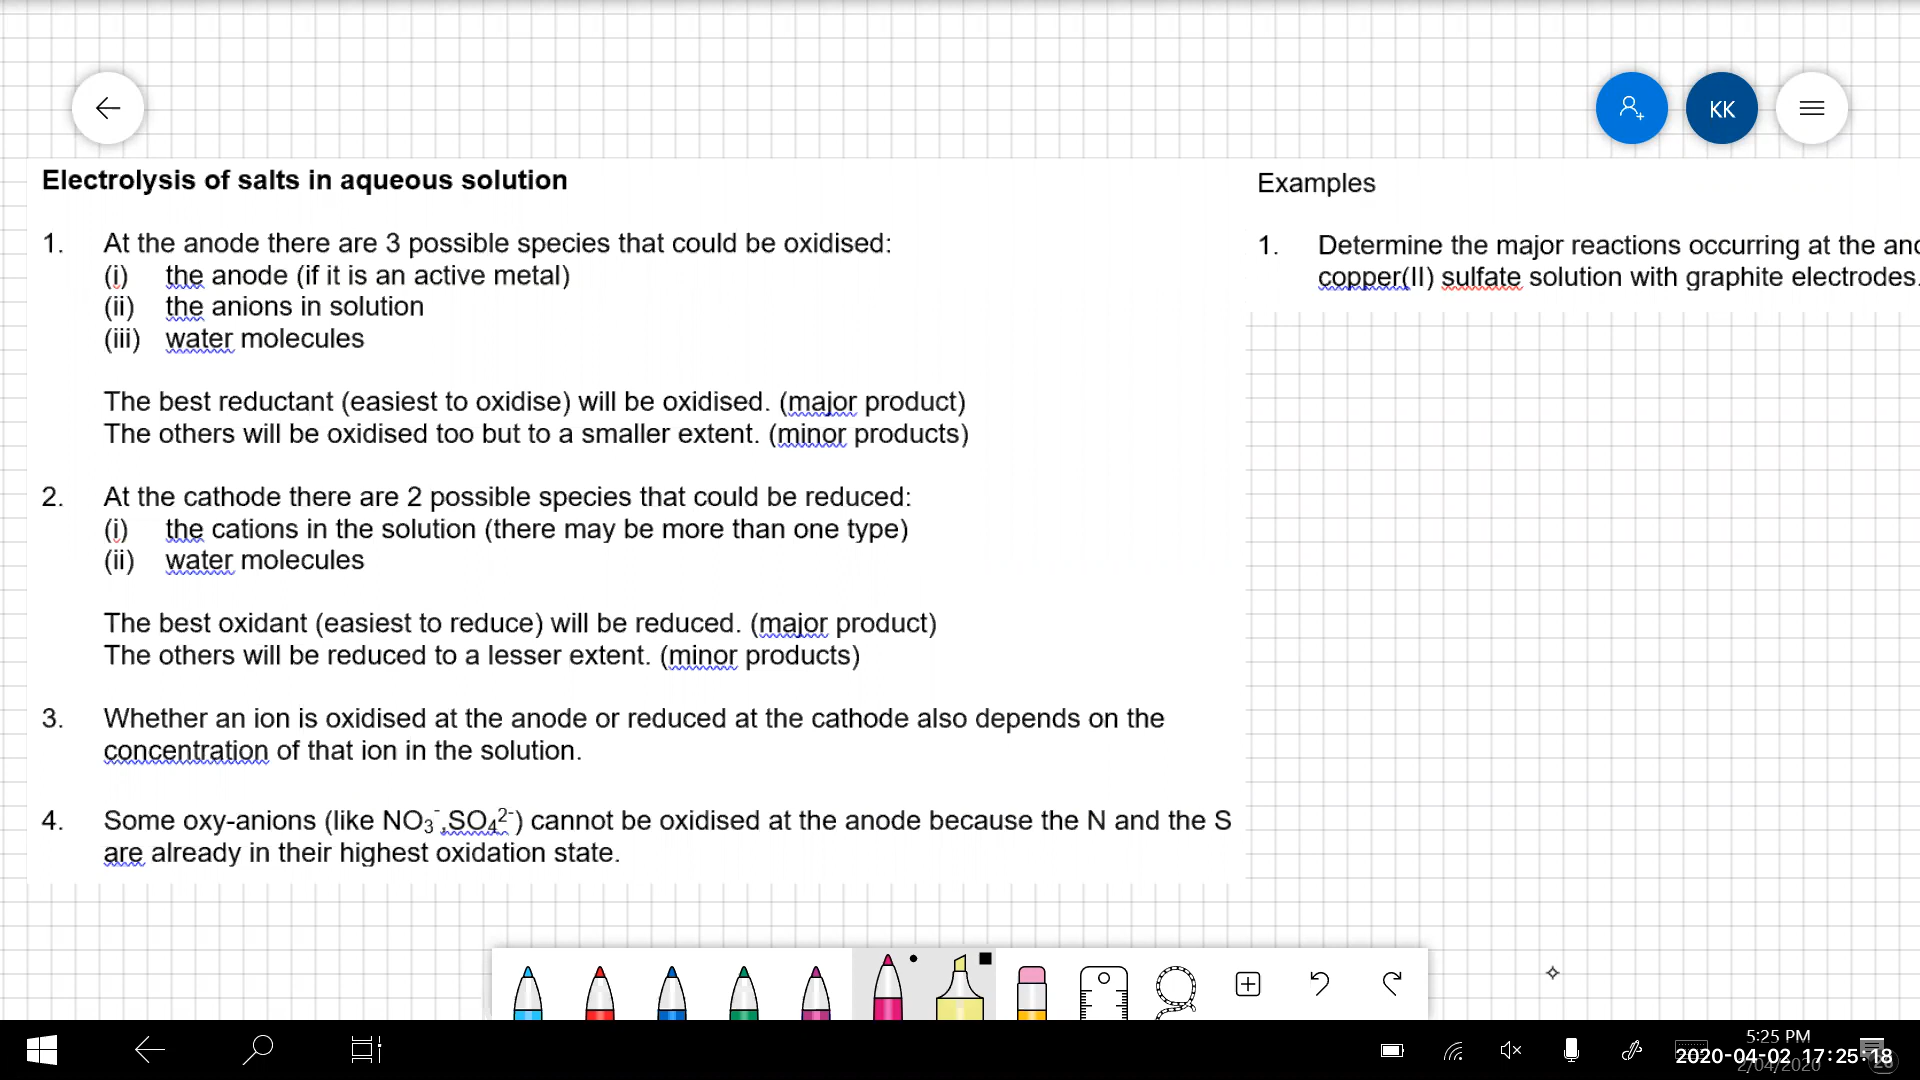 KK
Electrolysis of salts in aqueous solution
1. At the anode there are 3 possible species that could be oxidised:
(i) the anode (if it is an active metal)
(ii) the anions in solution
(iii) water molecules
The best reductant (easiest to oxidise) will be oxidised. (major product)
The others will be oxidised too but to a smaller extent. (minor products)
2. At the cathode there are 2 possible species that could be reduced:
(i) the cations in the solution (there may be more than one type)
(ii) water molecules
The best oxidant (easiest to reduce) will be reduced. (major product)
The others will be reduced to a lesser extent. (minor products)
3. Whether an ion is oxidised at the anode or reduced at the cathode also depends on the
concentration of that ion in the solution.
4. Some oxy-anions (like NO₃⁻,SO₄²⁻) cannot be oxidised at the anode because the N and the S
are already in their highest oxidation state.
Examples
1. Determine the major reactions occurring at the
copper(II) sulfate solution with graphite electrodes.
5:25 PM
2020-04-02 17:25:18
2/04/2020